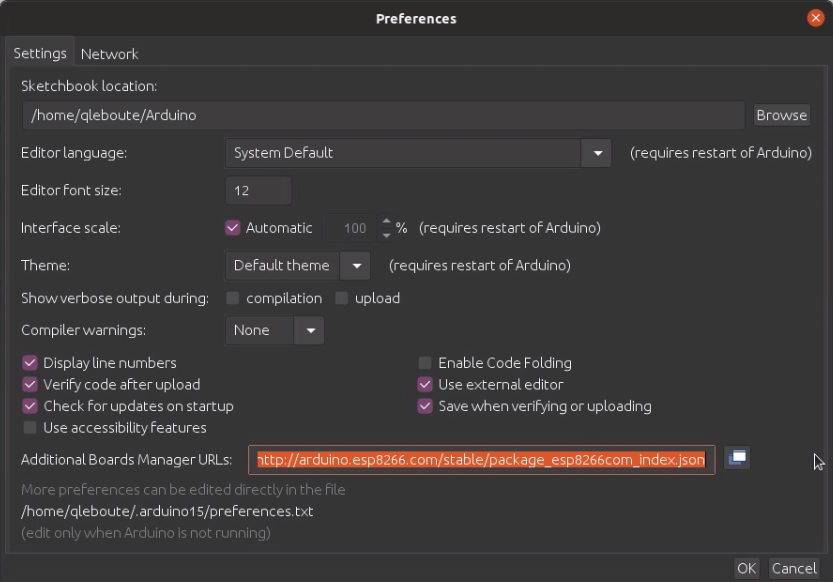 Preferences
Settings Network
Sketchbook location:
/home/qleboute/Arduino Browse
Editor language: System Default (requires restart of Arduino)
Editor font size: 12
Interface scale: Automatic 100 % (requires restart of Arduino)
Theme: Default theme (requires restart of Arduino)
Show verbose output during: compilation upload
Compiler warnings: None
Display line numbers Enable Code Folding
Verify code after upload Use external editor
Check for updates on startup Save when verifying or uploading
Use accessibility features
Additional Boards Manager URLs: http://arduino.esp8266.com/stable/package_esp8266com_index.json
More preferences can be edited directly in the file
/home/qleboute/.arduino15/preferences.txt
(edit only when Arduino is not running)
OK Cancel